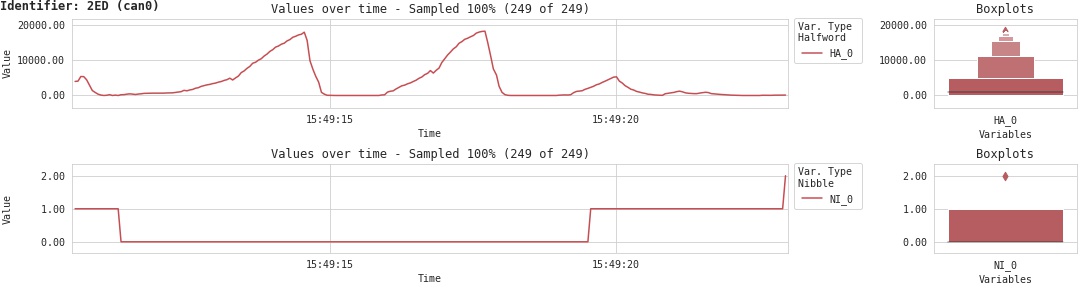 Identifier: 2ED (can0)
Values over time - Sampled 100% (249 of 249)
Boxplots
Value
20000.00
10000.00
0.00
15:49:15
15:49:20
Time
Var. Type
Halfword
HA_0
HA_0
Variables
Values over time - Sampled 100% (249 of 249)
Boxplots
Value
2.00
1.00
0.00
15:49:15
15:49:20
Time
Var. Type
Nibble
NI_0
20000.00
10000.00
0.00
2.00
1.00
0.00
NI_0
Variables